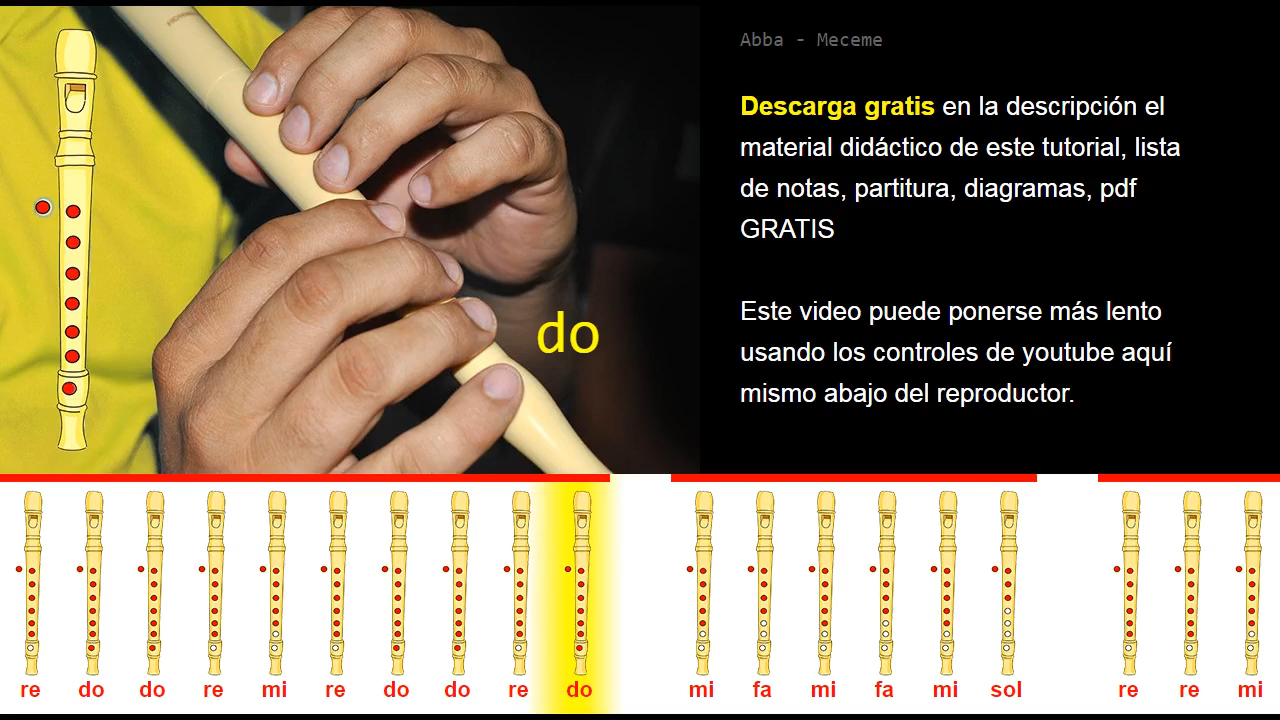 Abba - Meceme
Descarga gratis en la descripción el
material didáctico de este tutorial, lista
de notas, partitura, diagramas, pdf
GRATIS
Este video puede ponerse más lento
usando los controles de youtube aquí
mismo abajo del reproductor.
do
re do do re mi re do do re do mi fa mi fa mi sol re re mi